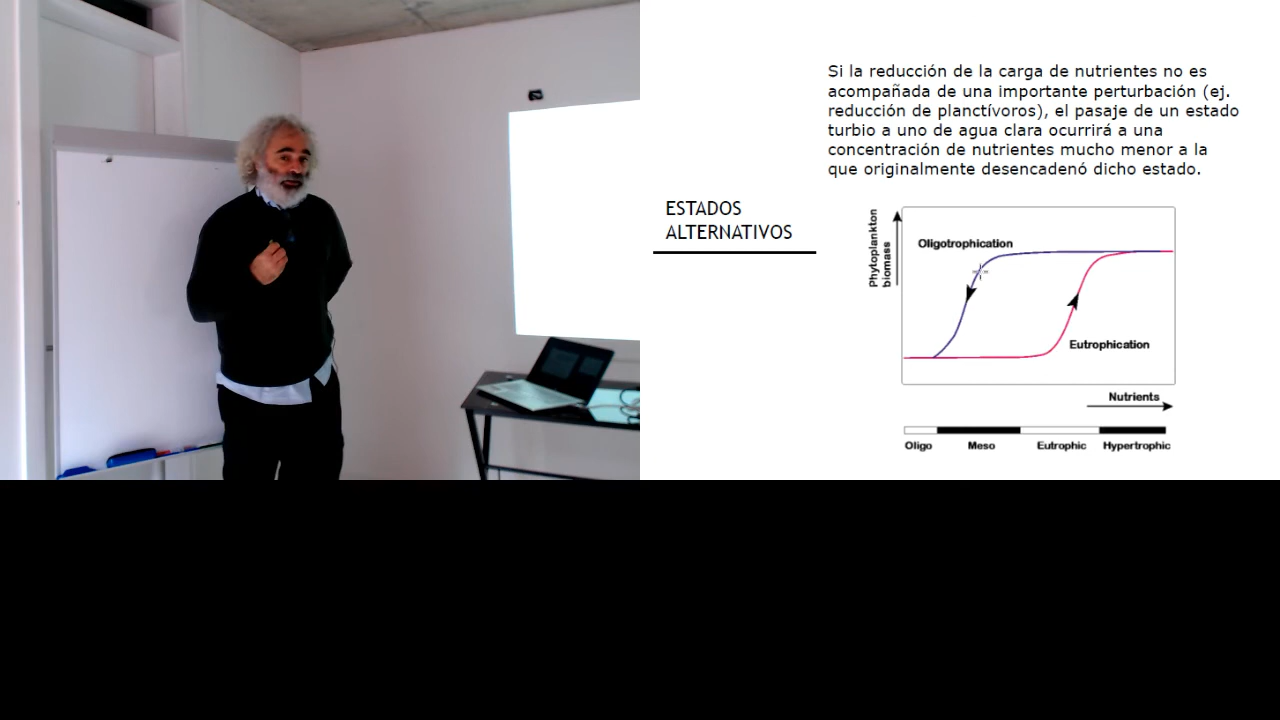 Si la reducción de la carga de nutrientes no es
acompañada de una importante perturbación (ej.
reducción de planctívoros), el pasaje de un estado
turbio a uno de agua clara ocurrirá a una
concentración de nutrientes mucho menor a la
que originalmente desencadenó dicho estado.
ESTADOS
ALTERNATIVOS
Phytoplankton
biomass
Oligotrophication
Eutrophication
Nutrients
Oligo Meso Eutrophic Hypertrophic